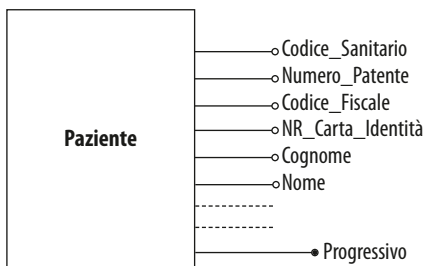 Codice_Sanitario
Numero_Patente
Codice_Fiscale
NR_Carta_Identità
Paziente
Cognome
Nome
Progressivo